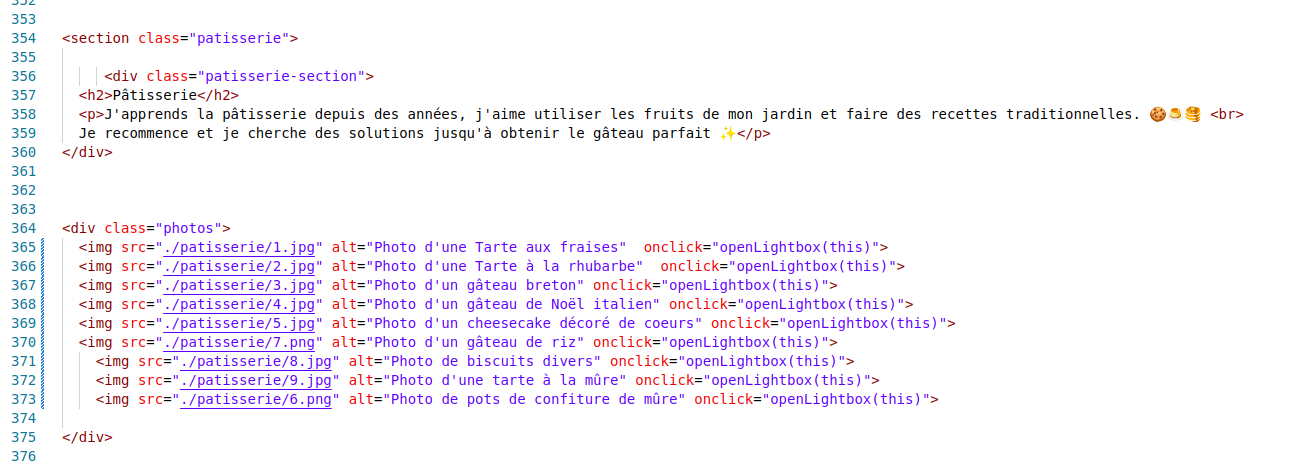 352
353
354 <section class="patisserie">
355
356 <div class="patisserie-section">
357 <h2>Pâtisserie</h2>
358 <p>J'apprends la pâtisserie depuis des années, j'aime utiliser les fruits de mon jardin et faire des recettes traditionnelles. 🍪🍮🥞 <br>
359 Je recommence et je cherche des solutions jusqu'à obtenir le gâteau parfait ✨</p>
360 </div>
361
362
363
364 <div class="photos">
365 <img src="./patisserie/1.jpg" alt="Photo d'une Tarte aux fraises"  onclick="openLightbox(this)">
366 <img src="./patisserie/2.jpg" alt="Photo d'une Tarte à la rhubarbe"  onclick="openLightbox(this)">
367 <img src="./patisserie/3.jpg" alt="Photo d'un gâteau breton" onclick="openLightbox(this)">
368 <img src="./patisserie/4.jpg" alt="Photo d'un gâteau de Noël italien" onclick="openLightbox(this)">
369 <img src="./patisserie/5.jpg" alt="Photo d'un cheesecake décoré de coeurs" onclick="openLightbox(this)">
370 <img src="./patisserie/7.png" alt="Photo d'un gâteau de riz" onclick="openLightbox(this)">
371 <img src="./patisserie/8.jpg" alt="Photo de biscuits divers" onclick="openLightbox(this)">
372 <img src="./patisserie/9.jpg" alt="Photo d'une tarte à la mûre" onclick="openLightbox(this)">
373 <img src="./patisserie/6.png" alt="Photo de pots de confiture de mûre" onclick="openLightbox(this)">
374
375 </div>
376